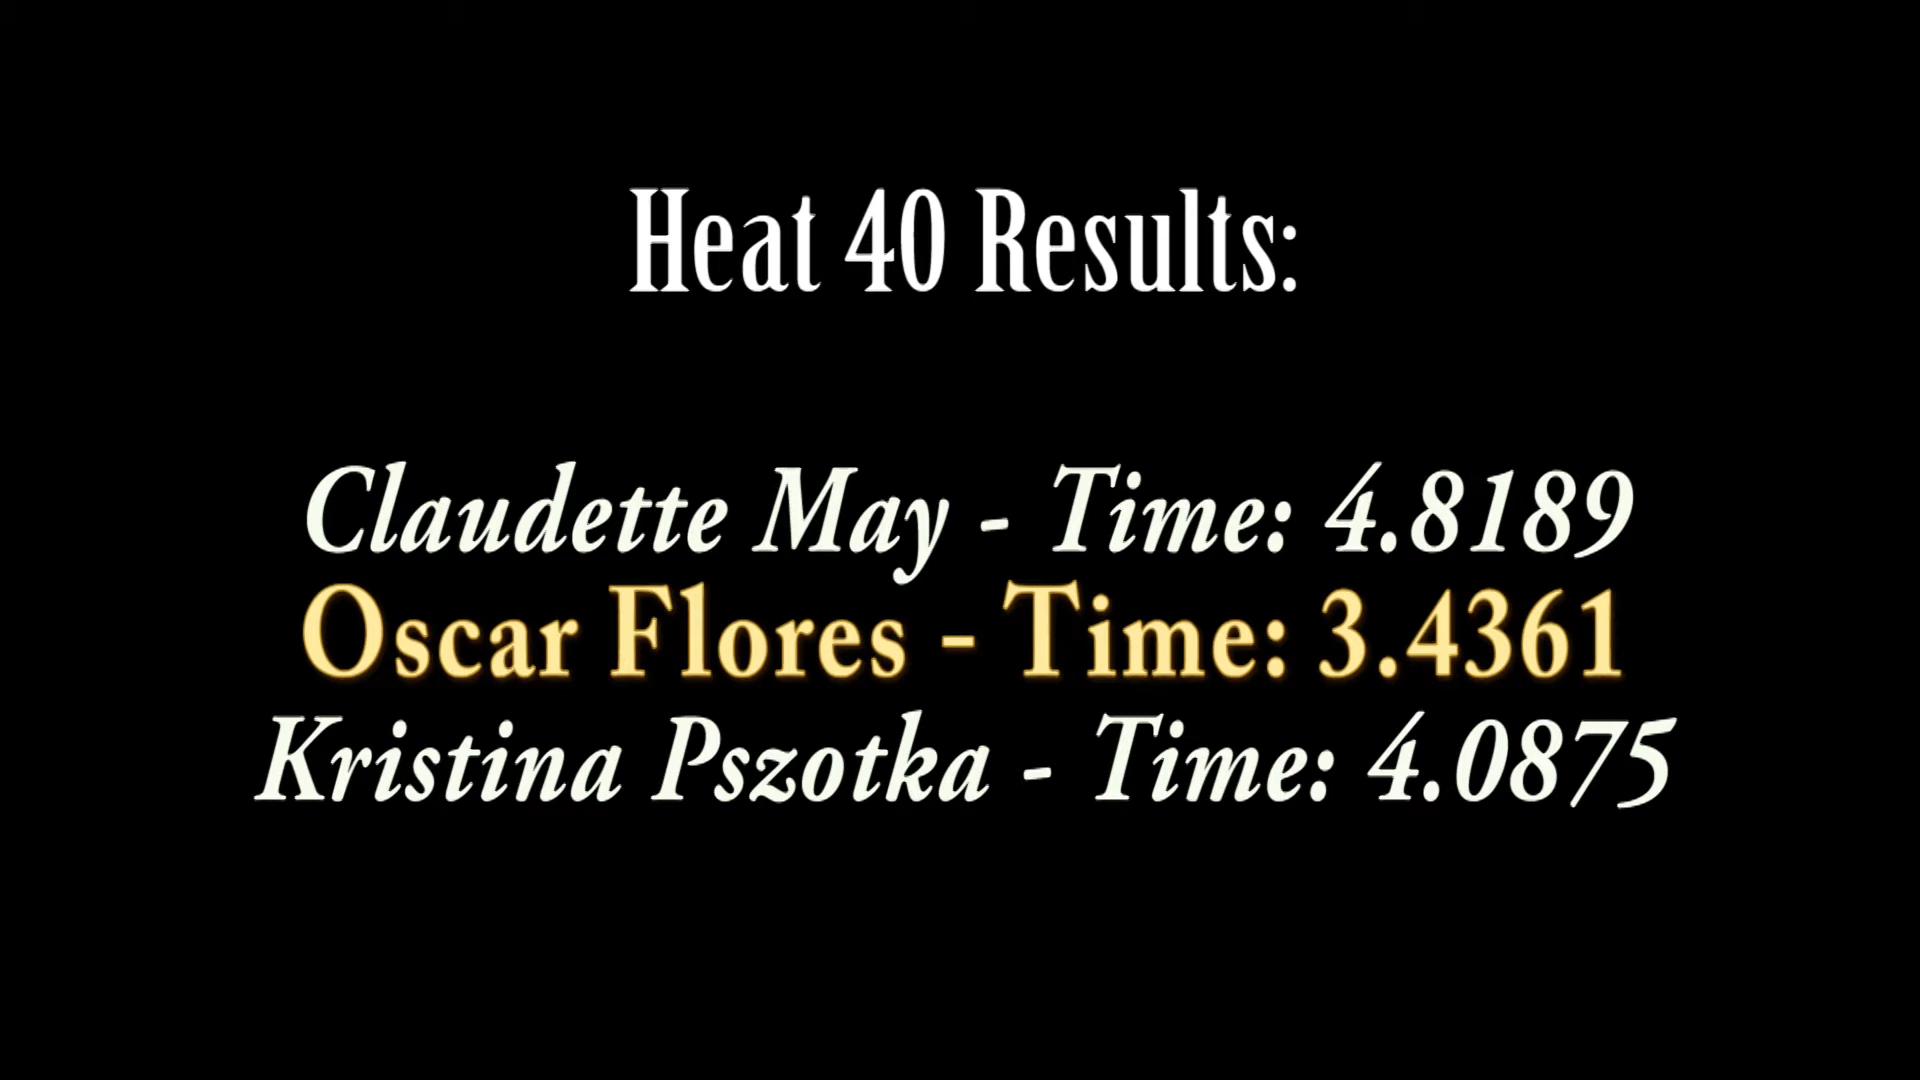 Heat 40 Results:
Claudette May - Time: 4.8189
Oscar Flores - Time: 3.4361
Kristina Pszotka - Time: 4.0875